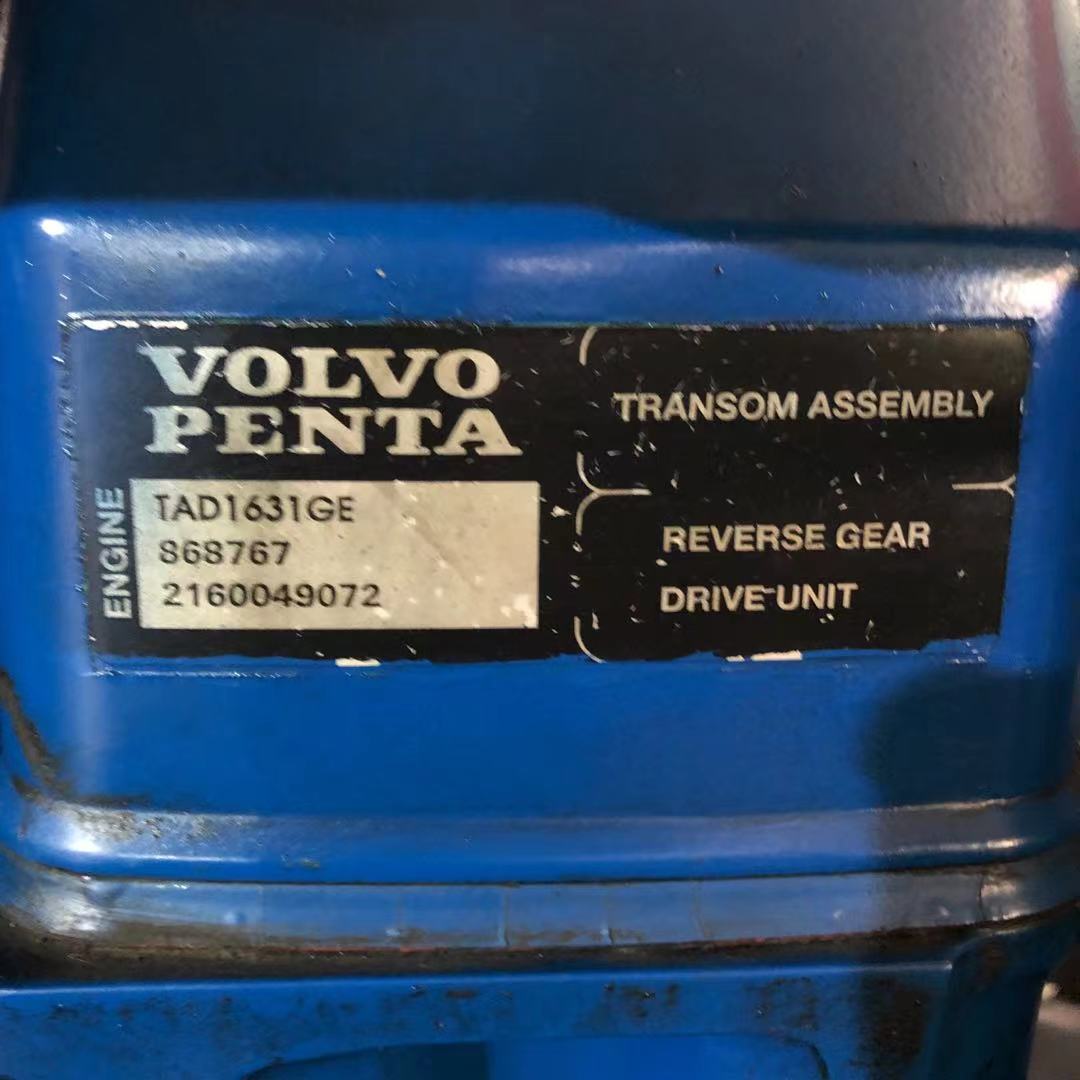 VOLVO
PENTA
ENGINE
TAD1631GE
868767
2160049072
TRANSOM ASSEMBLY
REVERSE GEAR
DRIVE UNIT